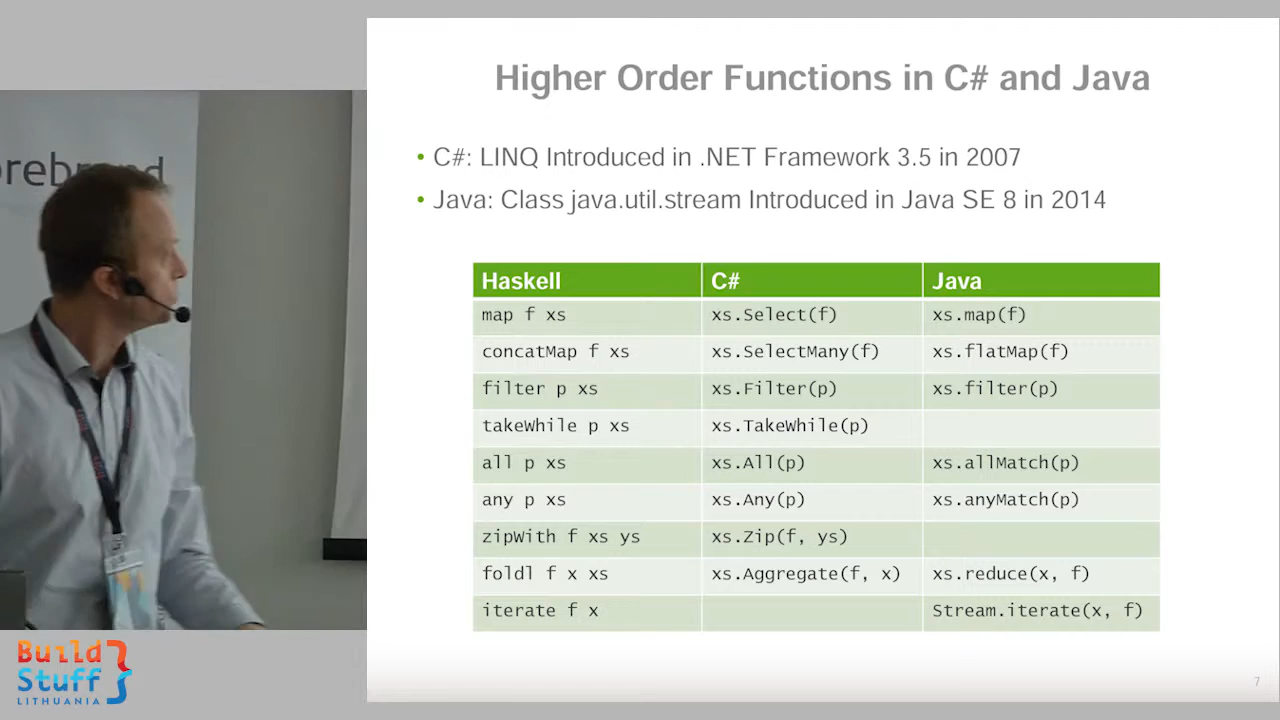 Higher Order Functions in C# and Java
• C#: LINQ Introduced in .NET Framework 3.5 in 2007
• Java: Class java.util.stream Introduced in Java SE 8 in 2014
Haskell C# Java
map f xs xs.Select(f) xs.map(f)
concatMap f xs xs.SelectMany(f) xs.flatMap(f)
filter p xs xs.Filter(p) xs.filter(p)
takeWhile p xs xs.TakeWhile(p)
all p xs xs.All(p) xs.allMatch(p)
any p xs xs.Any(p) xs.anyMatch(p)
zipWith f xs ys xs.Zip(f, ys)
foldl f x xs xs.Aggregate(f, x) xs.reduce(x, f)
iterate f x Stream.iterate(x, f)
7
Build
Stuff
LITHUANIA